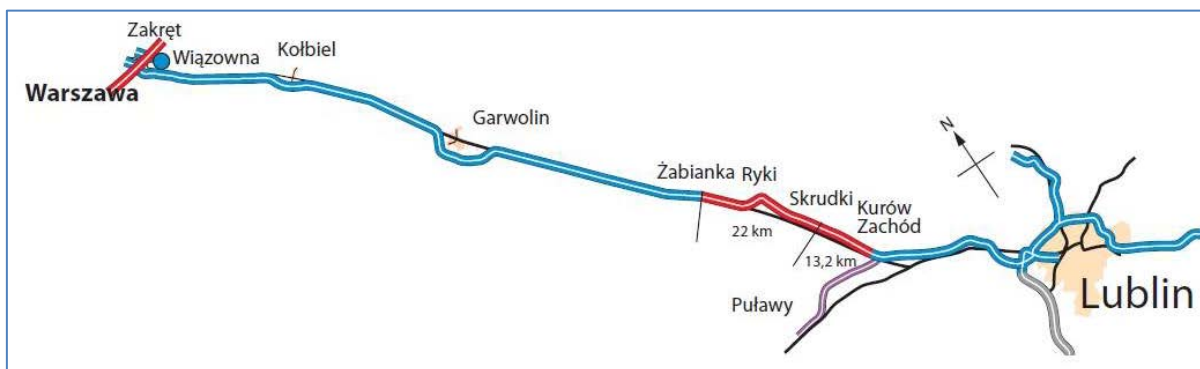 Zakręt
Wiązowna
Kołbiel
Warszawa
Garwolin
N
Żabianka
Ryki
Skrudki
Kurów
Zachód
22 km
13,2 km
Puławy
Lublin